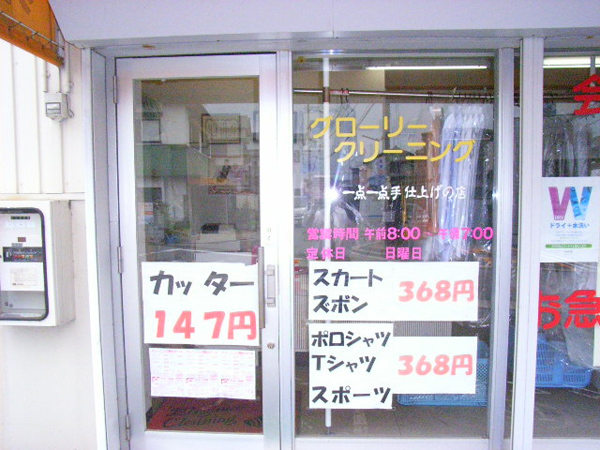 グローリー
クリーニング
一点一点手仕上げの店
営業時間 午前8:00〜午後7:00
定休日 日曜日
カッター
147円
スカート
ズボン
368円
ポロシャツ
Tシャツ
スポーツ
368円
会
W
ドライ+水洗い
お急